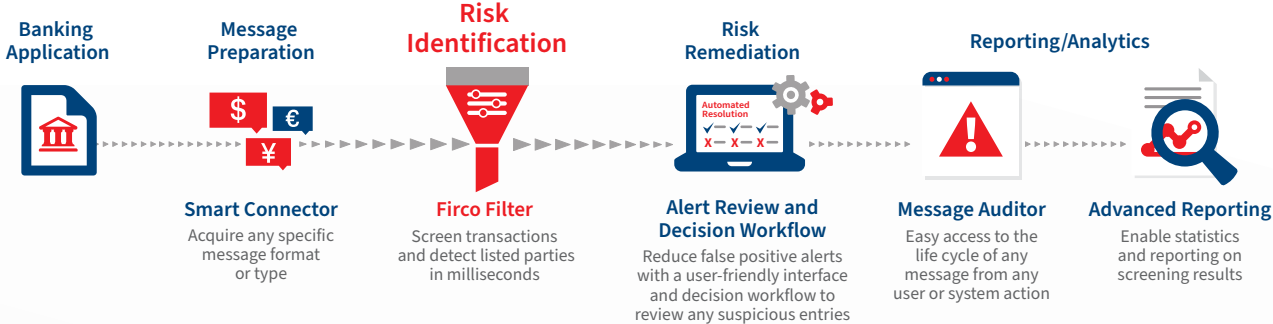 Banking
Application
Message
Preparation
Risk
Identification
Risk
Remediation
Reporting/Analytics
$
€
¥
Automated
Resolution
X X X
Smart Connector
Acquire any specific
message format
or type
Firco Filter
Screen transactions
and detect listed parties
in milliseconds
Alert Review and
Decision Workflow
Reduce false positive alerts
with a user-friendly interface
and decision workflow to
review any suspicious entries
Message Auditor
Easy access to the
life cycle of any
message from any
user or system action
Advanced Reporting
Enable statistics
and reporting on
screening results